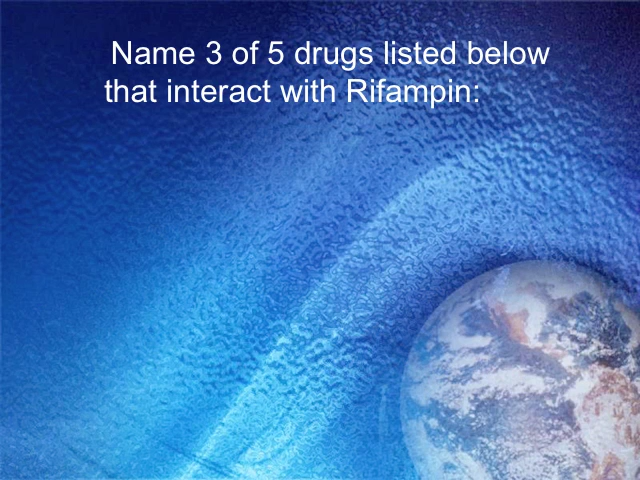 Name 3 of 5 drugs listed below
that interact with Rifampin: